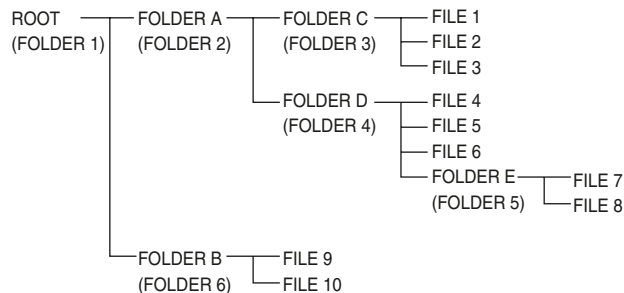 ROOT FOLDER A FOLDER C FILE 1
(FOLDER 1) (FOLDER 2) (FOLDER 3) FILE 2
FILE 3
FOLDER D FILE 4
(FOLDER 4) FILE 5
FILE 6
FOLDER E FILE 7
(FOLDER 5) FILE 8
FOLDER B FILE 9
(FOLDER 6) FILE 10